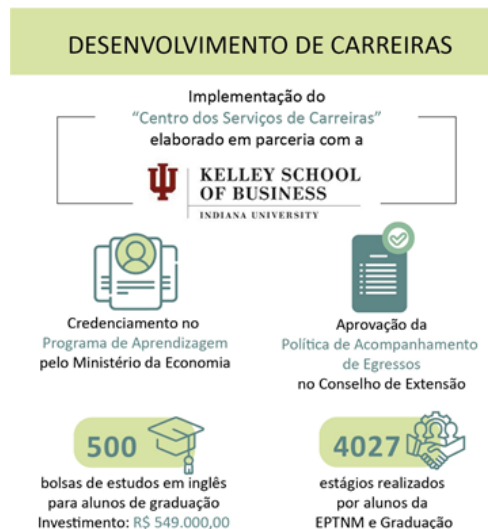 DESENVOLVIMENTO DE CARREIRAS
Implementação do
“Centro dos Serviços de Carreiras”
elaborado em parceria com a
KELLEY SCHOOL
OF BUSINESS
INDIANA UNIVERSITY
Credenciamento no
Programa de Aprendizagem
pelo Ministério da Economia
Aprovação da
Política de Acompanhamento
de Egressos
no Conselho de Extensão
500
bolsas de estudos em inglês
para alunos de graduação
Investimento: R$ 549.000,00
4027
estágios realizados
por alunos da
EPTNM e Graduação